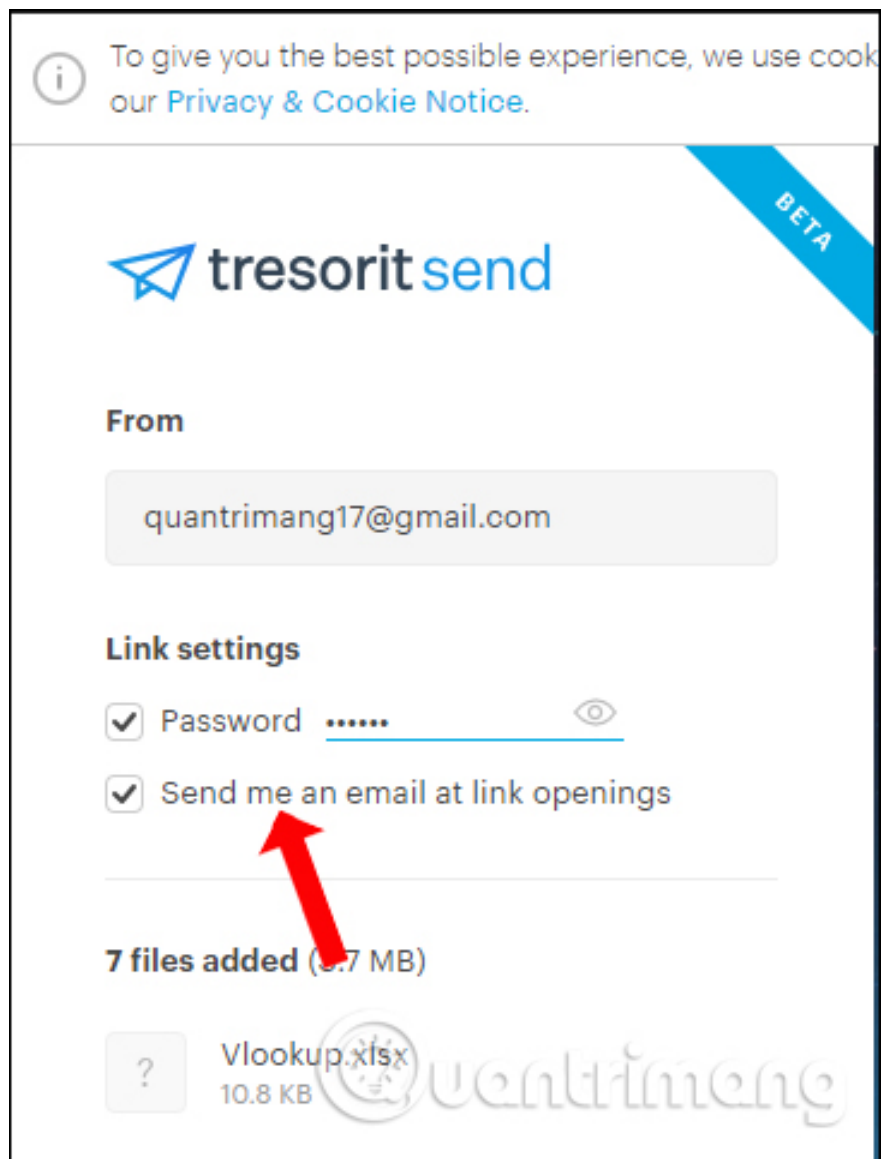 To give you the best possible experience, we use cook
our Privacy & Cookie Notice.
BETA
tresorit send
From
quantrimang17@gmail.com
Link settings
Password ••••••
Send me an email at link openings
7 files added (.7 MB)
?
Vlookup.xlsx
10.8 KB
Quantrimang